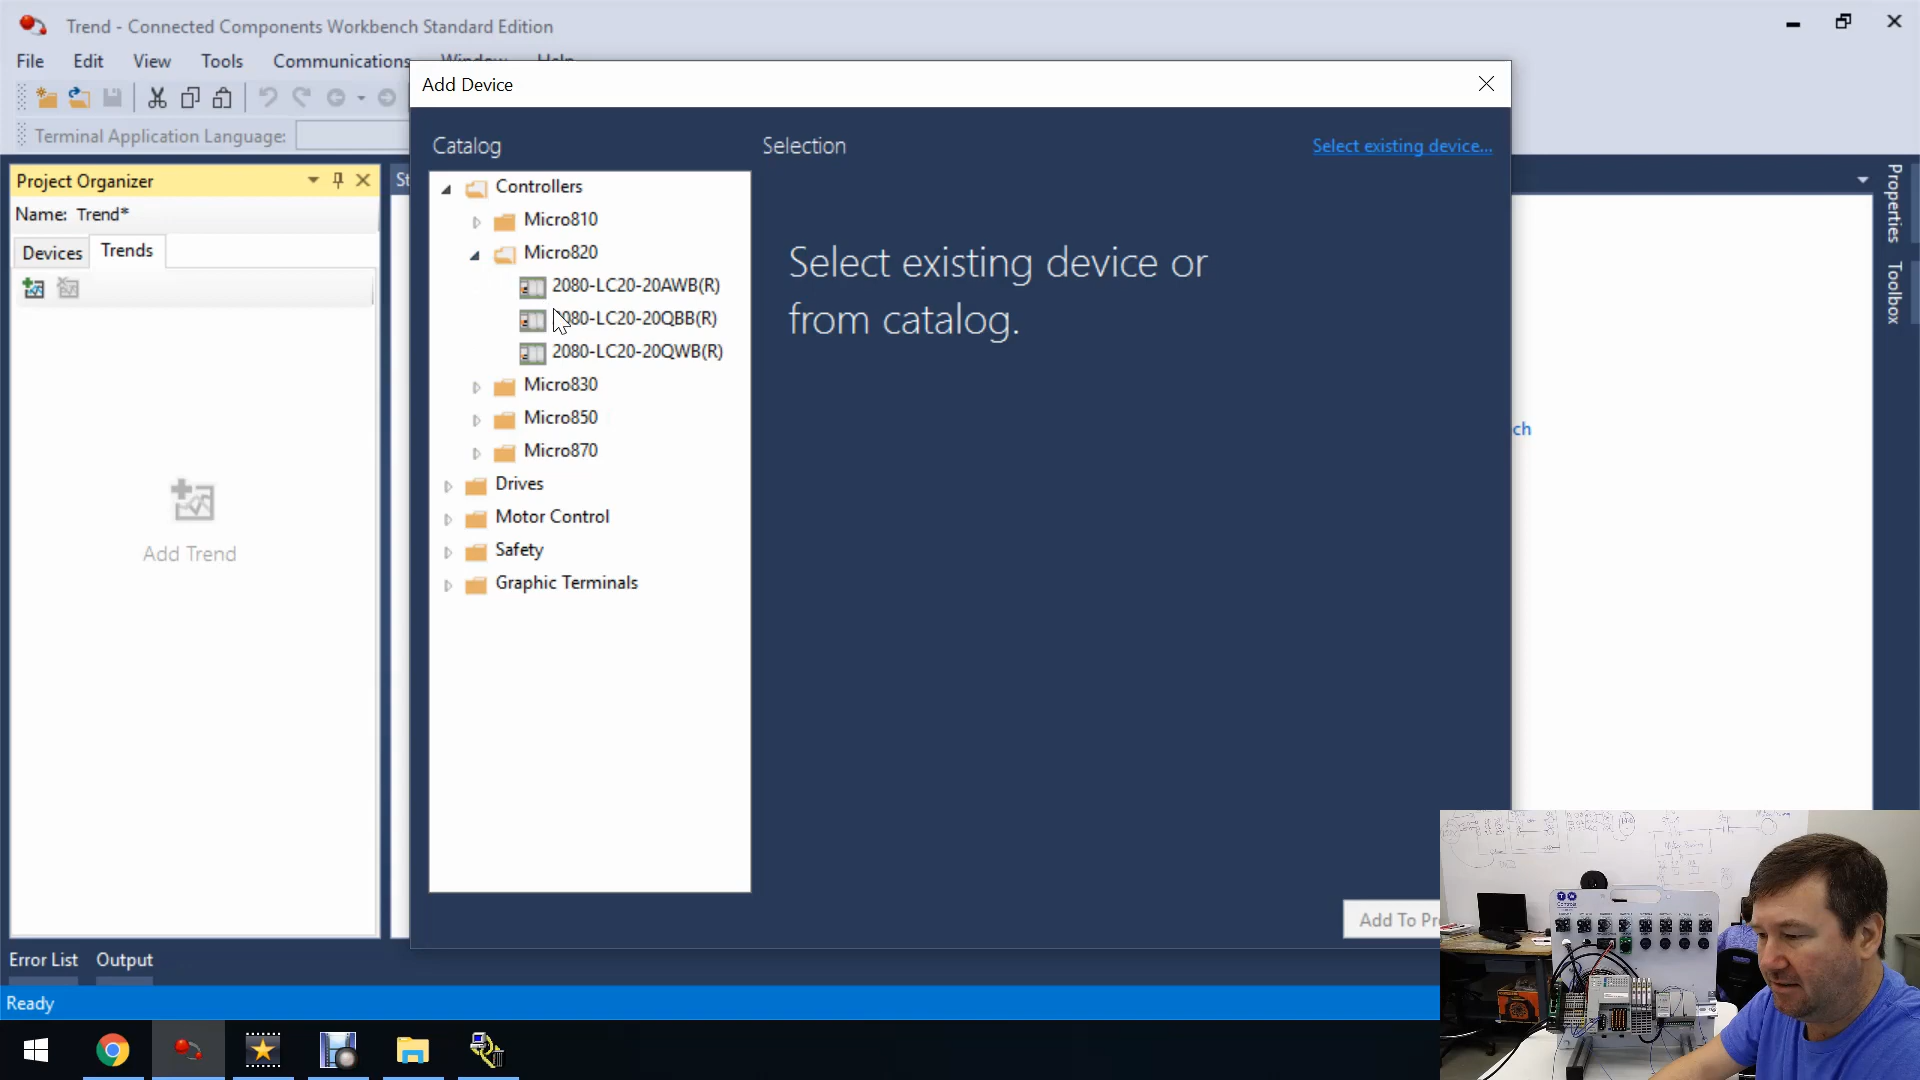 Trend - Connected Components Workbench Standard Edition
File Edit View Tools Communications Window Help
Terminal Application Language:
Add Device
Project Organizer
Name: Trend*
Devices Trends
Add Trend
Catalog
Controllers
Micro810
Micro820
2080-LC20-20AWB(R)
080-LC20-20QBB(R)
2080-LC20-20QWB(R)
Micro830
Micro850
Micro870
Drives
Motor Control
Safety
Graphic Terminals
Selection
Select existing device...
Select existing device or
from catalog.
Add To Pr
St
ch
Properties
Toolbox
Error List Output
Ready